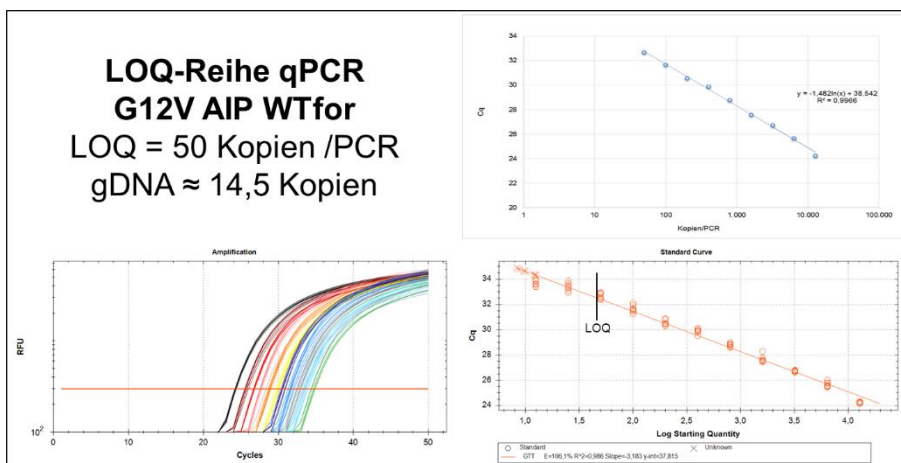 LOQ-Reihe qPCR
G12V AIP WTfor
LOQ = 50 Kopien /PCR
gDNA ≈ 14,5 Kopien
34
32
30
28
26
24
22
20
Cq
1
10
100
1.000
10.000
100.000
Kopien/PCR
y = -1,482ln(x) + 38,542
R² = 0,9966
Amplification
RFU
10²
0
10
20
30
40
50
Cycles
Standard Curve
34
32
30
28
26
24
Cq
LOQ
1,0
1,5
2,0
2,5
3,0
3,5
4,0
Log Starting Quantity
Standard
Unknown
GTT E=106,1% R^2=0,986 Slope=-3,183 y-int=37,815